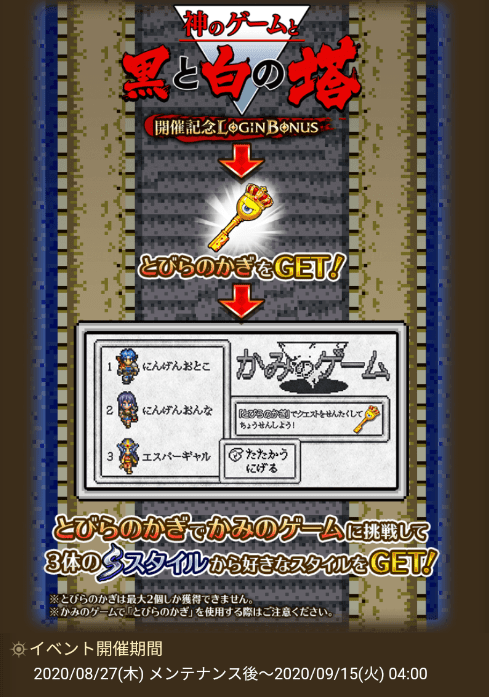 神のゲームと
黒と白の塔
開催記念LOGIN BONUS
とびらのかぎをGET!
かみのゲーム
1 にんげんおとこ
2 にんげんおんな
3 エスパーギャル
『とびらのかぎ』でクエストをせんたくして
ちょうせんしよう!
たたかう
にげる
とびらのかぎでかみのゲームに挑戦して
3体のSスタイルから好きなスタイルをGET!
※とびらのかぎは最大2個しか獲得できません。
※かみのゲームで「とびらのかぎ」を使用する際はご注意ください。
イベント開催期間
2020/08/27(木) メンテナンス後～2020/09/15(火) 04:00